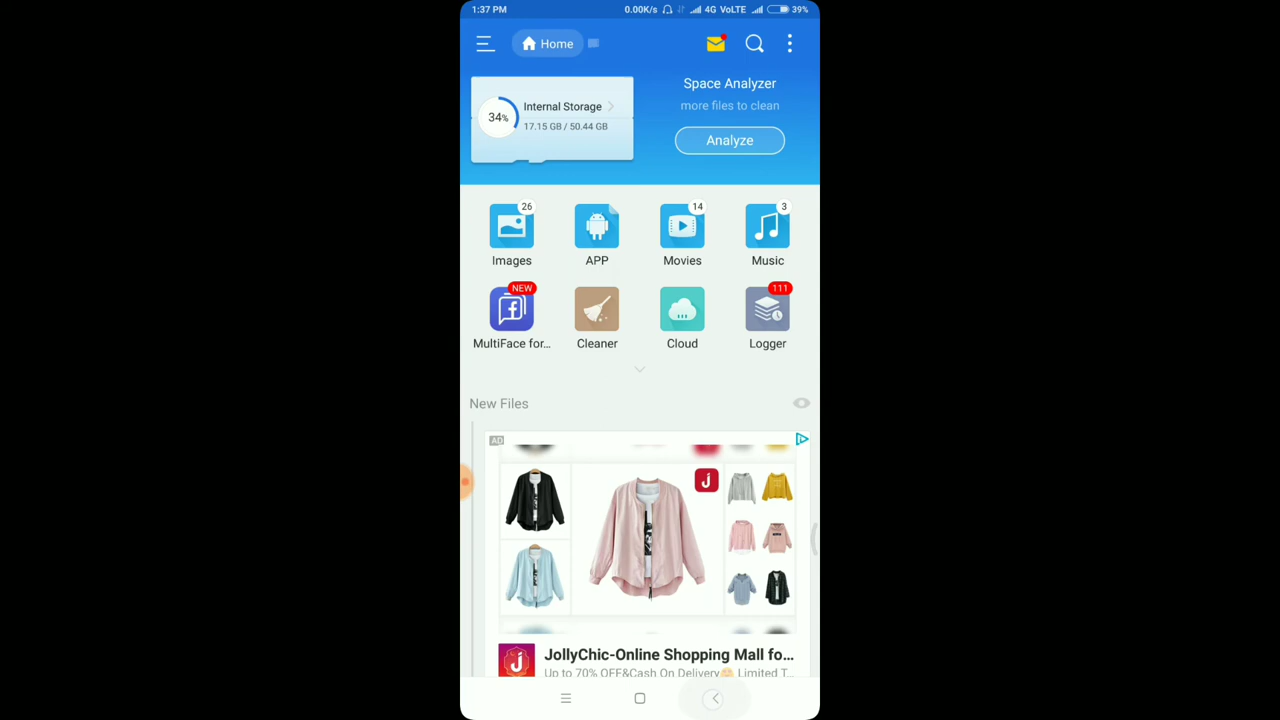 1:37 PM 0.00K/s 4G VoLTE 39%
Home
Space Analyzer
more files to clean
Analyze
34%
Internal Storage
17.15 GB / 50.44 GB
26 14 3
Images APP Movies Music
NEW 111
MultiFace for... Cleaner Cloud Logger
New Files
AD
J
JollyChic-Online Shopping Mall fo...
Up to 70% OFF&Cash On Delivery😊 Limited T...